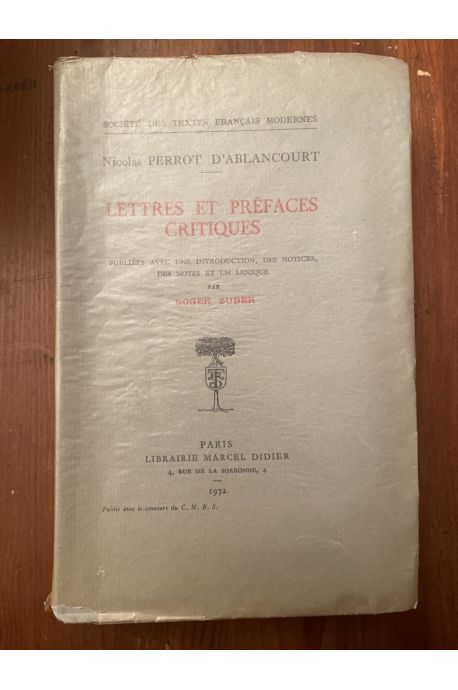 SOCIÉTÉ DES TEXTES FRANÇAIS MODERNES
Nicolas PERROT D'ABLANCOURT
LETTRES ET PRÉFACES
CRITIQUES
PUBLIÉES AVEC UNE INTRODUCTION, DES NOTICES,
DES NOTES ET UN LEXIQUE
PAR
ROGER ZUBER
PARIS
LIBRAIRIE MARCEL DIDIER
4, RUE DE LA SORBONNE, 4
1972
Publié avec le concours du C. N. R. S.